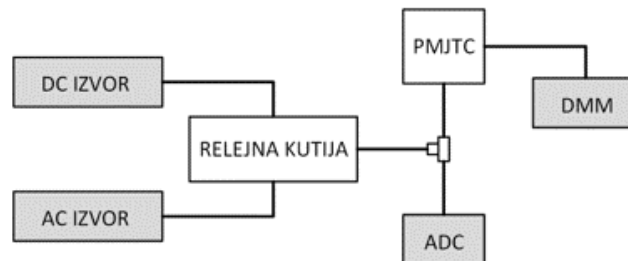 PMJTC
DC IZVOR
DMM
RELEJNA KUTIJA
AC IZVOR
ADC